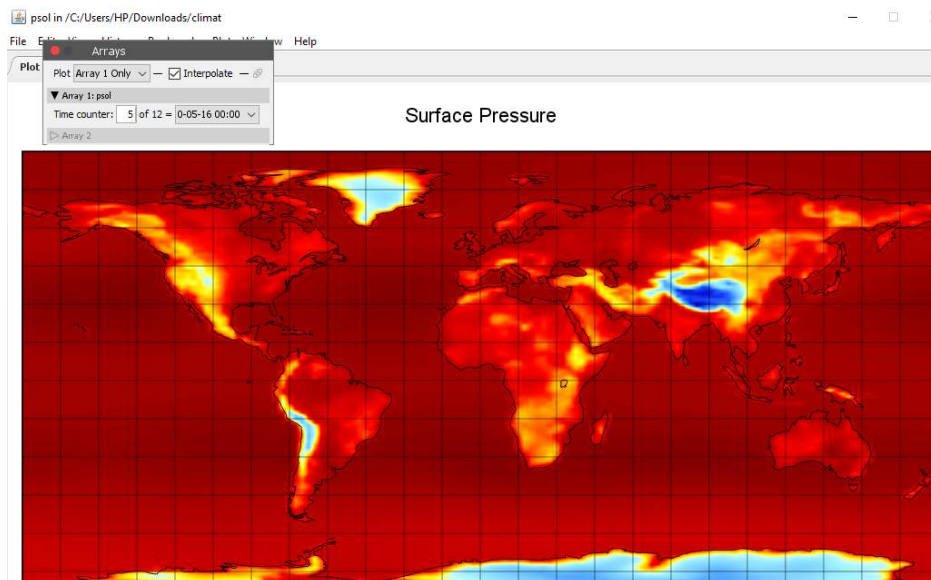 psol in /C:/Users/HP/Downloads/climat
File
Help
Arrays
Plot
Plot Array 1 Only Interpolate
Array 1: psol
Time counter: 5 of 12 = 0-05-16 00:00
Array 2
Surface Pressure